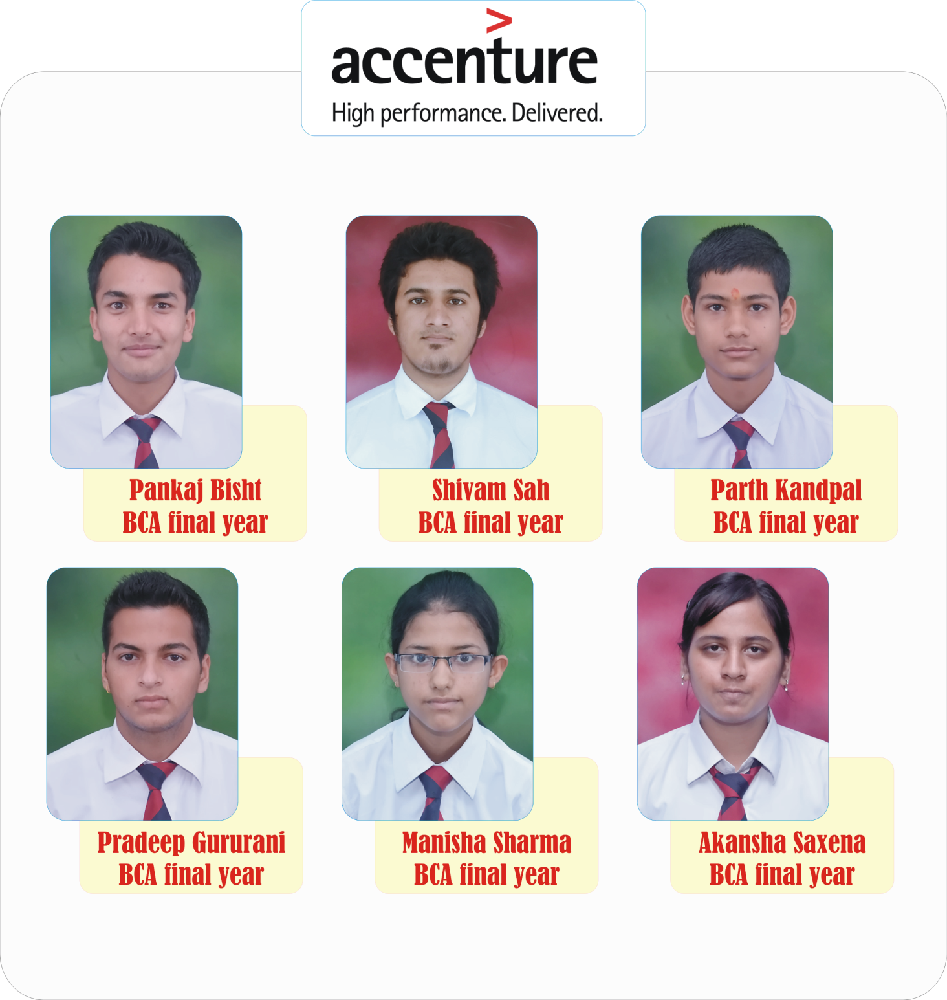 >
accenture
High performance. Delivered.
Pankaj Bisht
BCA final year
Shivam Sah
BCA final year
Parth Kandpal
BCA final year
Pradeep Gururani
BCA final year
Manisha Sharma
BCA final year
Akansha Saxena
BCA final year